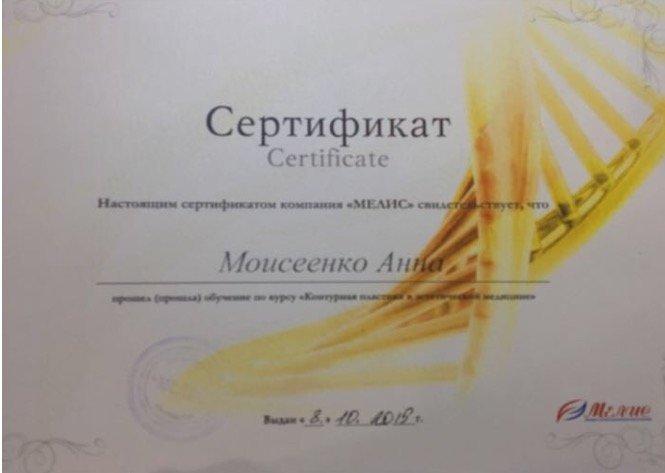 Сертификат
Certificate
Настоящим сертификатом компания «МЕЛИС» свидетельствует, что
Моисеенко Анна
прошел (прошла) обучение по курсу «Контурная пластика в эстетической медицине»
Выдан « 8 » 10. 2018 г.
Мелис